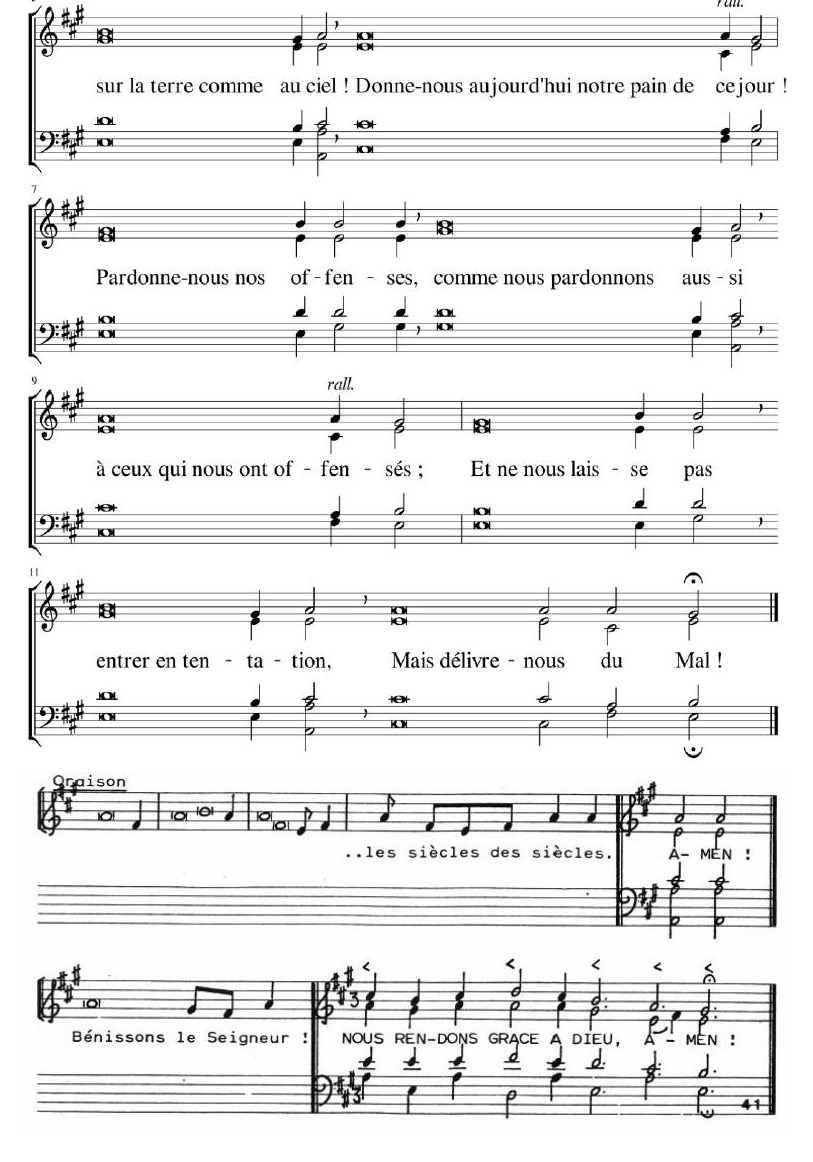 rall.
sur la terre comme au ciel ! Donne-nous aujourd'hui notre pain de ce jour !
7
Pardonne-nous nos of - fen - ses, comme nous pardonnons aus - si
9
rall.
à ceux qui nous ont of - fen - sés ; Et ne nous lais - se pas
11
entrer en ten - ta - tion, Mais délivre - nous du Mal !
Oraison
..les siècles des siècles. A- MEN !
3
Bénissons le Seigneur ! NOUS REN-DONS GRACE A DIEU, A - MEN !
3
41